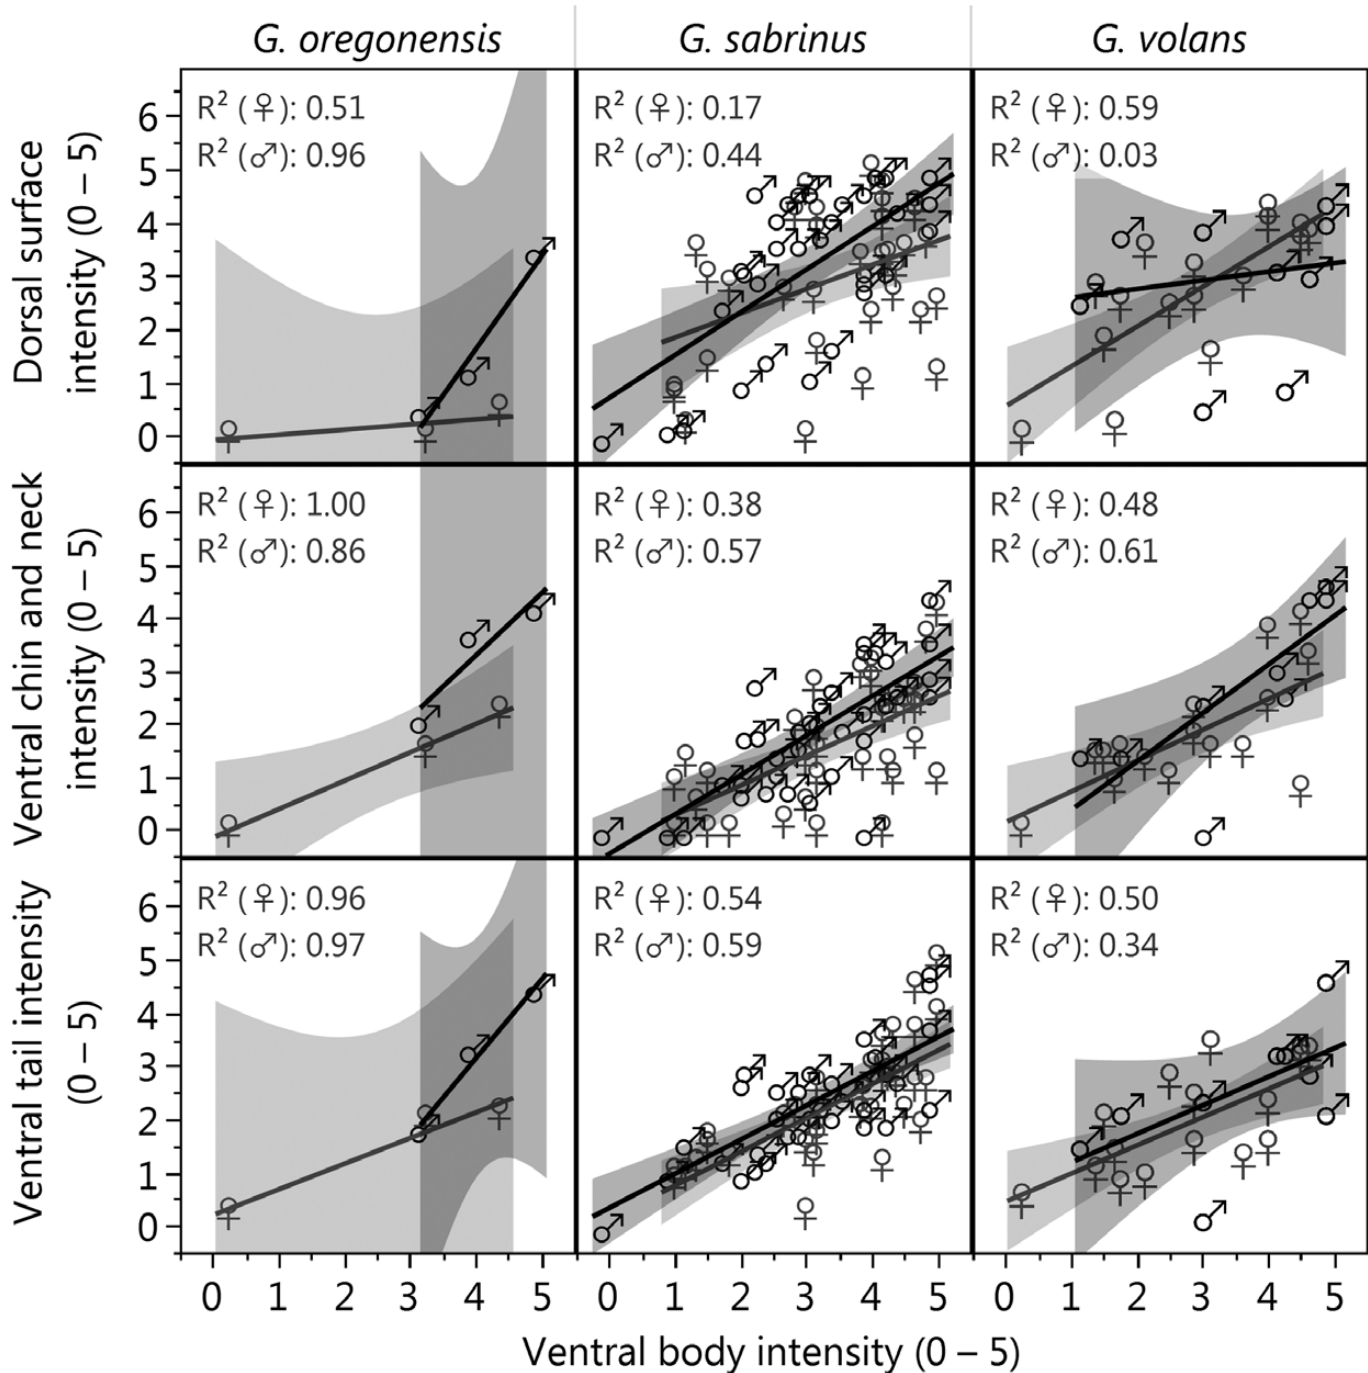 G. oregonensis
G. sabrinus
G. volans
Dorsal surface
intensity (0 – 5)
6
5
4
3
2
1
0
R² (♀): 0.51
R² (♂): 0.96
R² (♀): 0.17
R² (♂): 0.44
R² (♀): 0.59
R² (♂): 0.03
Ventral chin and neck
intensity (0 – 5)
6
5
4
3
2
1
0
R² (♀): 1.00
R² (♂): 0.86
R² (♀): 0.38
R² (♂): 0.57
R² (♀): 0.48
R² (♂): 0.61
Ventral tail intensity
(0 – 5)
6
5
4
3
2
1
0
R² (♀): 0.96
R² (♂): 0.97
R² (♀): 0.54
R² (♂): 0.59
R² (♀): 0.50
R² (♂): 0.34
0 1 2 3 4 5 0 1 2 3 4 5 0 1 2 3 4 5
Ventral body intensity (0 – 5)